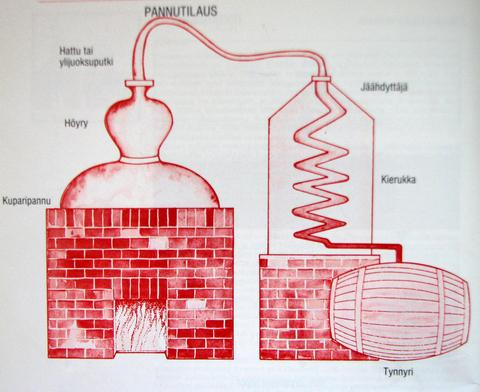 PANNUTILAUS
Hattu tai
ylijuoksuputki
Jäähdyttäjä
Höyry
Kierukka
Kuparipannu
Tynnyri